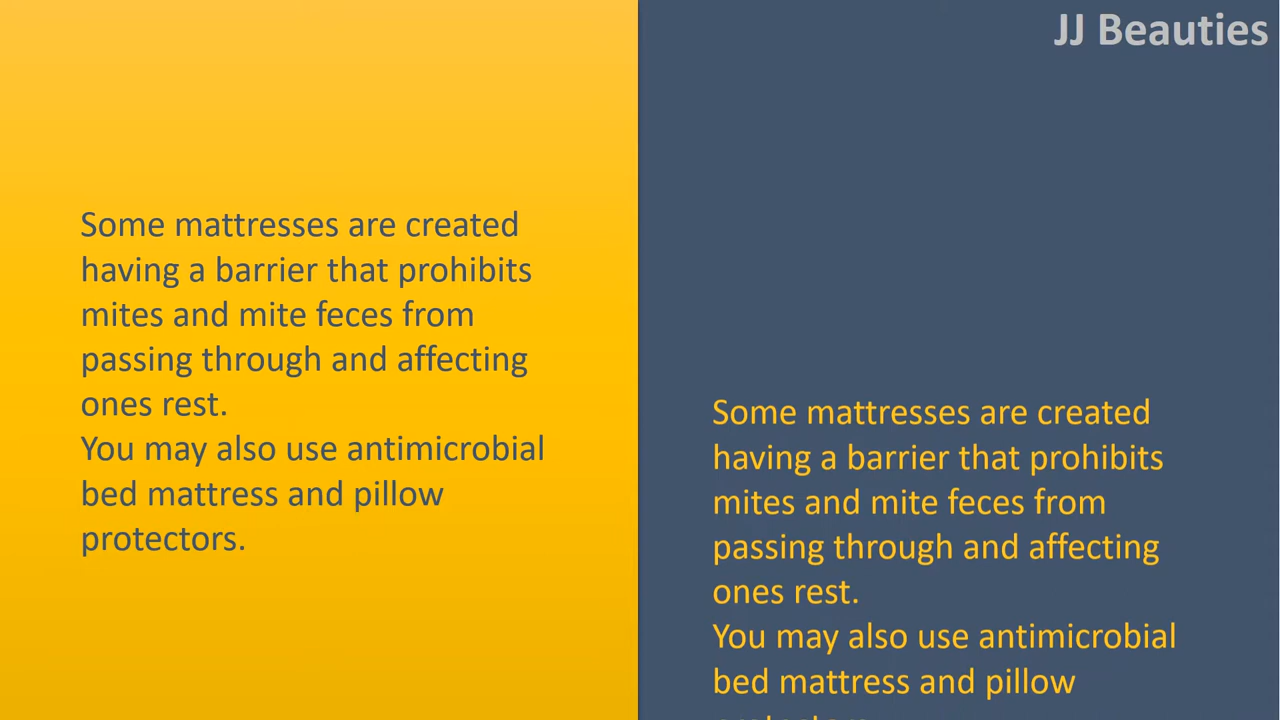 JJ Beauties
Some mattresses are created
having a barrier that prohibits
mites and mite feces from
passing through and affecting
ones rest.
You may also use antimicrobial
bed mattress and pillow
protectors.
Some mattresses are created
having a barrier that prohibits
mites and mite feces from
passing through and affecting
ones rest.
You may also use antimicrobial
bed mattress and pillow